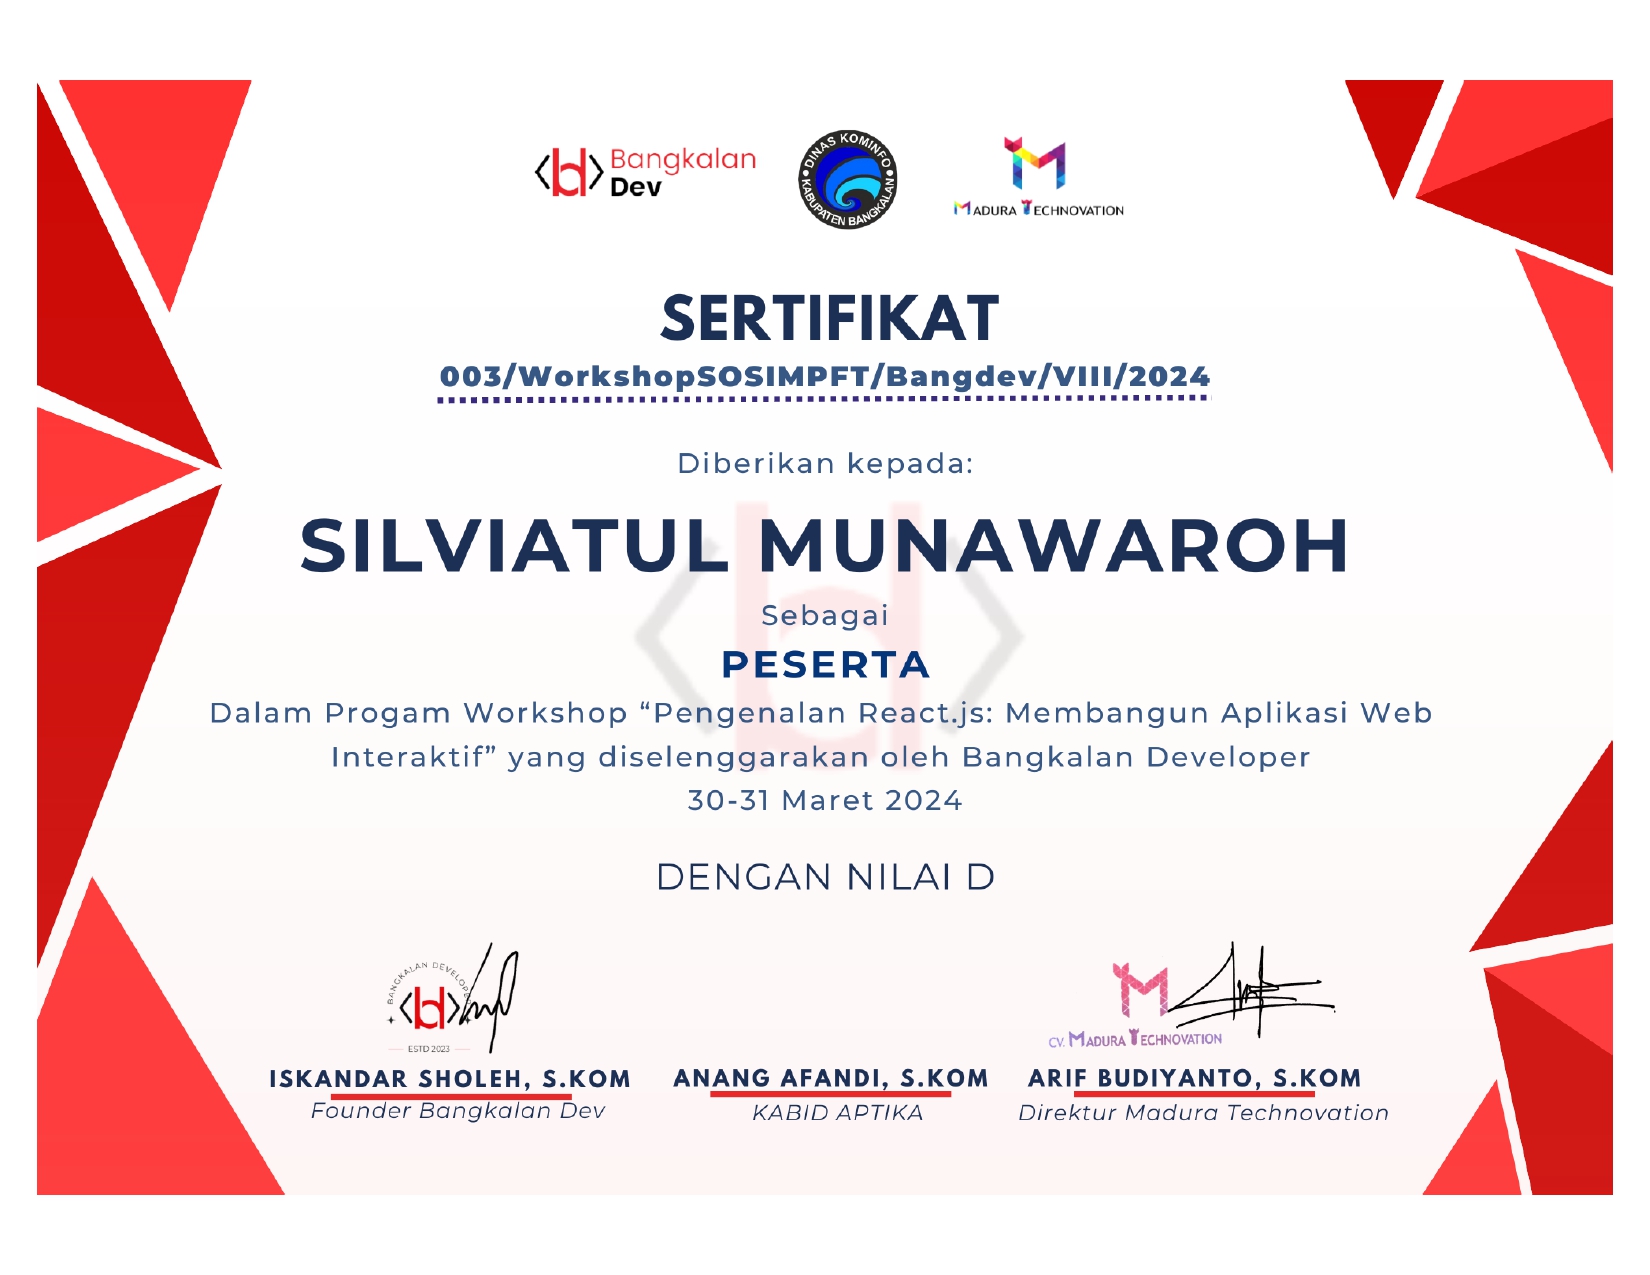 Bangkalan
Dev
DINAS KOMINFO
KABUPATEN BANGKALAN
MADURA TECHNOVATION
SERTIFIKAT
003/WorkshopSOSIMPFT/Bangdev/VIII/2024
Diberikan kepada:
SILVIATUL MUNAWAROH
Sebagai
PESERTA
Dalam Progam Workshop “Pengenalan React.js: Membangun Aplikasi Web
Interaktif” yang diselenggarakan oleh Bangkalan Developer
30-31 Maret 2024
DENGAN NILAI D
BANGKALAN DEVELOPER
ESTD 2023
CV. MADURA TECHNOVATION
ISKANDAR SHOLEH, S.KOM
Founder Bangkalan Dev
ANANG AFANDI, S.KOM
KABID APTIKA
ARIF BUDIYANTO, S.KOM
Direktur Madura Technovation